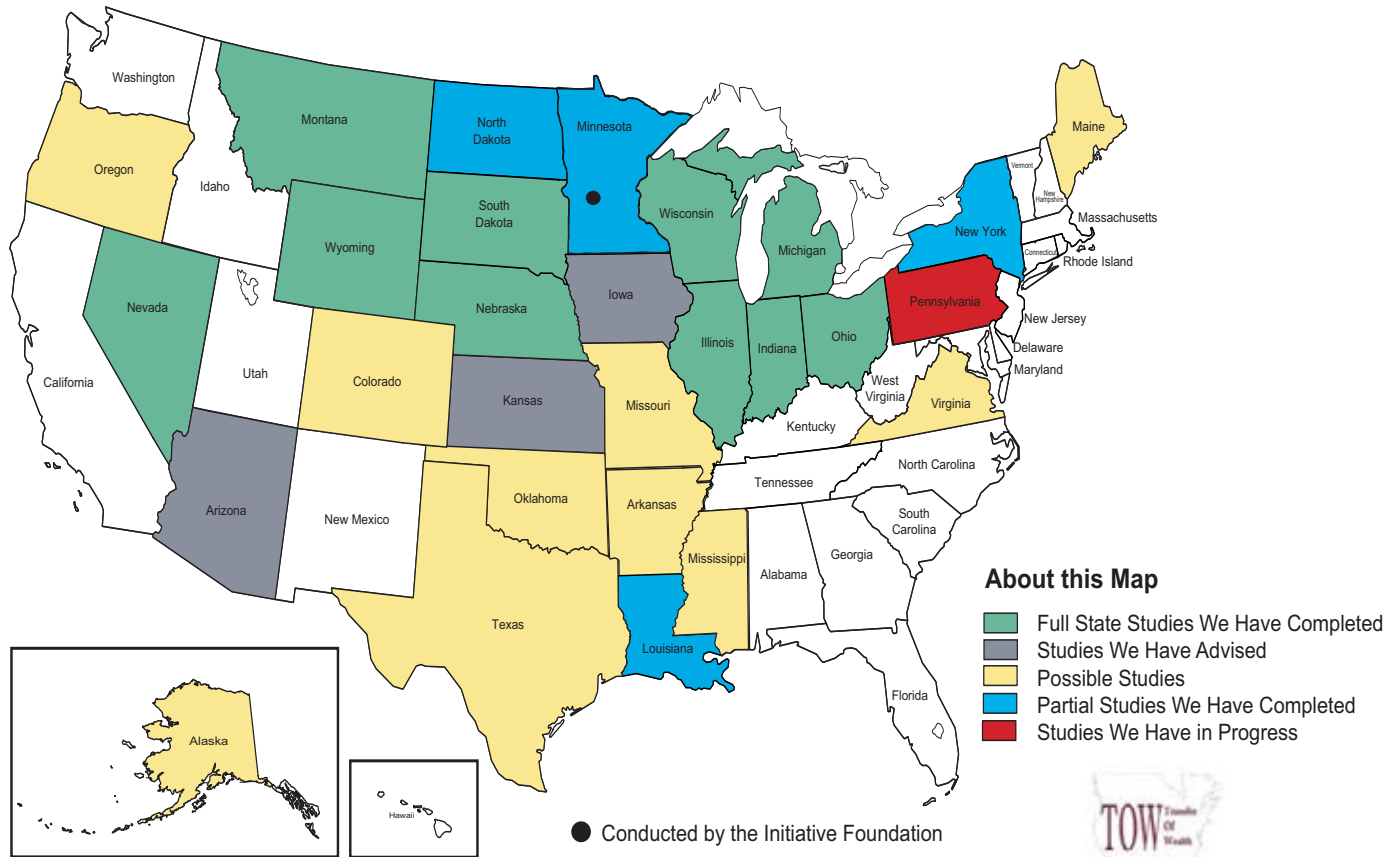 Washington
Oregon
Idaho
Montana
North
Dakota
Minnesota
South
Dakota
Wyoming
Nebraska
Nevada
California
Utah
Colorado
Arizona
New Mexico
Kansas
Iowa
Missouri
Oklahoma
Arkansas
Texas
Louisiana
Mississippi
Wisconsin
Michigan
Illinois
Indiana
Ohio
Kentucky
Tennessee
Alabama
Georgia
Florida
North Carolina
South
Carolina
West
Virginia
Virginia
Pennsylvania
New York
Maine
Vermont
New
Hampshire
Massachusetts
Connecticut
Rhode Island
New Jersey
Delaware
Maryland
Alaska
Hawaii
About this Map
Full State Studies We Have Completed
Studies We Have Advised
Possible Studies
Partial Studies We Have Completed
Studies We Have in Progress
Conducted by the Initiative Foundation
TOW
Transfer
Of
Wealth